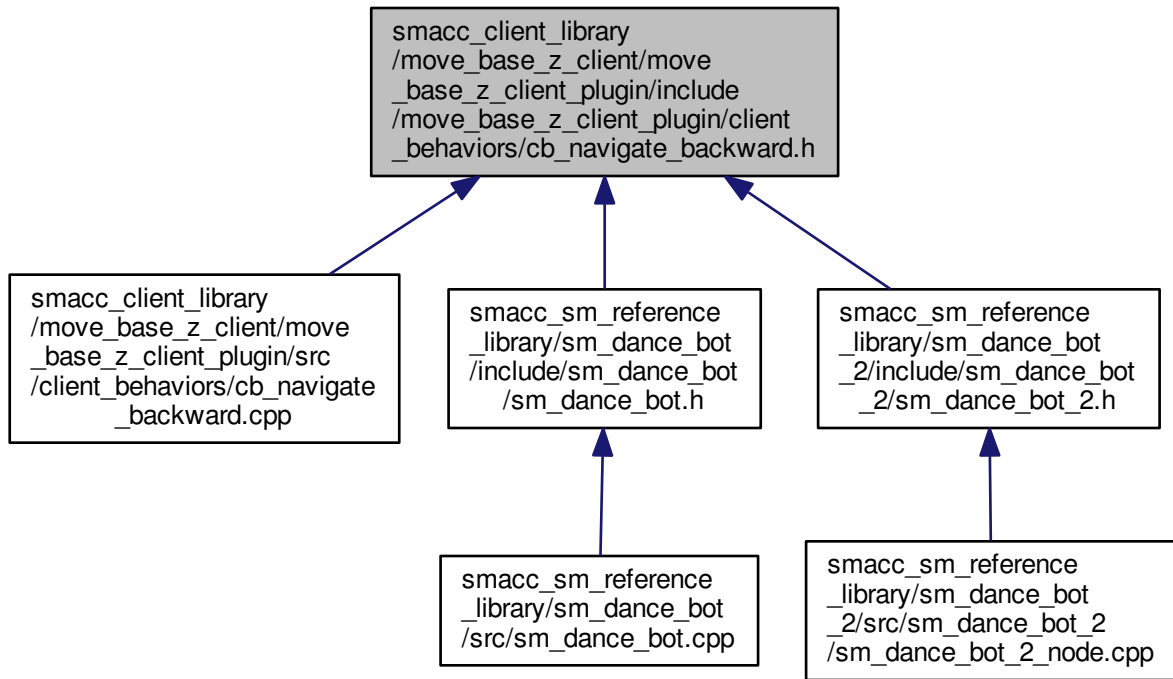 smacc_client_library
/move_base_z_client/move
_base_z_client_plugin/include
/move_base_z_client_plugin/client
_behaviors/cb_navigate_backward.h
smacc_client_library
/move_base_z_client/move
_base_z_client_plugin/src
/client_behaviors/cb_navigate
_backward.cpp
smacc_sm_reference
_library/sm_dance_bot
/include/sm_dance_bot
/sm_dance_bot.h
smacc_sm_reference
_library/sm_dance_bot
_2/include/sm_dance_bot
_2/sm_dance_bot_2.h
smacc_sm_reference
_library/sm_dance_bot
/src/sm_dance_bot.cpp
smacc_sm_reference
_library/sm_dance_bot
_2/src/sm_dance_bot_2
/sm_dance_bot_2_node.cpp